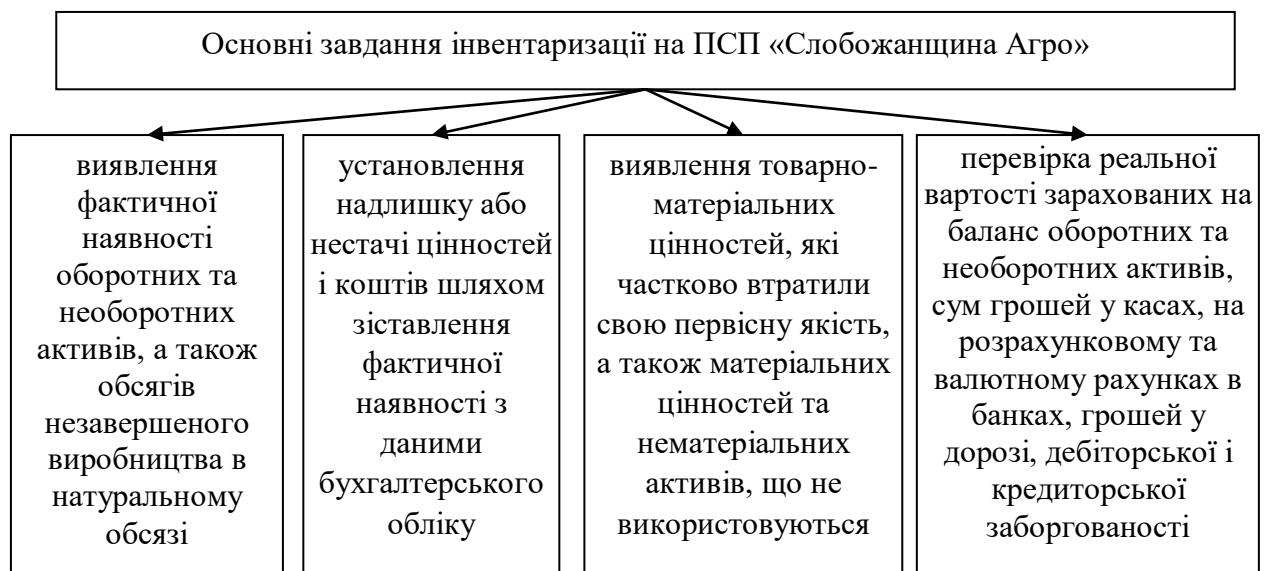 Основні завдання інвентаризації на ПСП «Слобожанщина Агро»
виявлення
фактичної
наявності
оборотних та
необоротних
активів, а також
обсягів
незавершеного
виробництва в
натуральному
обсязі
установлення
надлишку або
нестачі цінностей
і коштів шляхом
зіставлення
фактичної
наявності з
даними
бухгалтерського
обліку
виявлення товарно-
матеріальних
цінностей, які
частково втратили
свою первісну якість,
а також матеріальних
цінностей та
нематеріальних
активів, що не
використовуються
перевірка реальної
вартості зарахованих на
баланс оборотних та
необоротних активів,
сум грошей у касах, на
розрахунковому та
валютному рахунках в
банках, грошей у
дорозі, дебіторської і
кредиторської
заборгованості